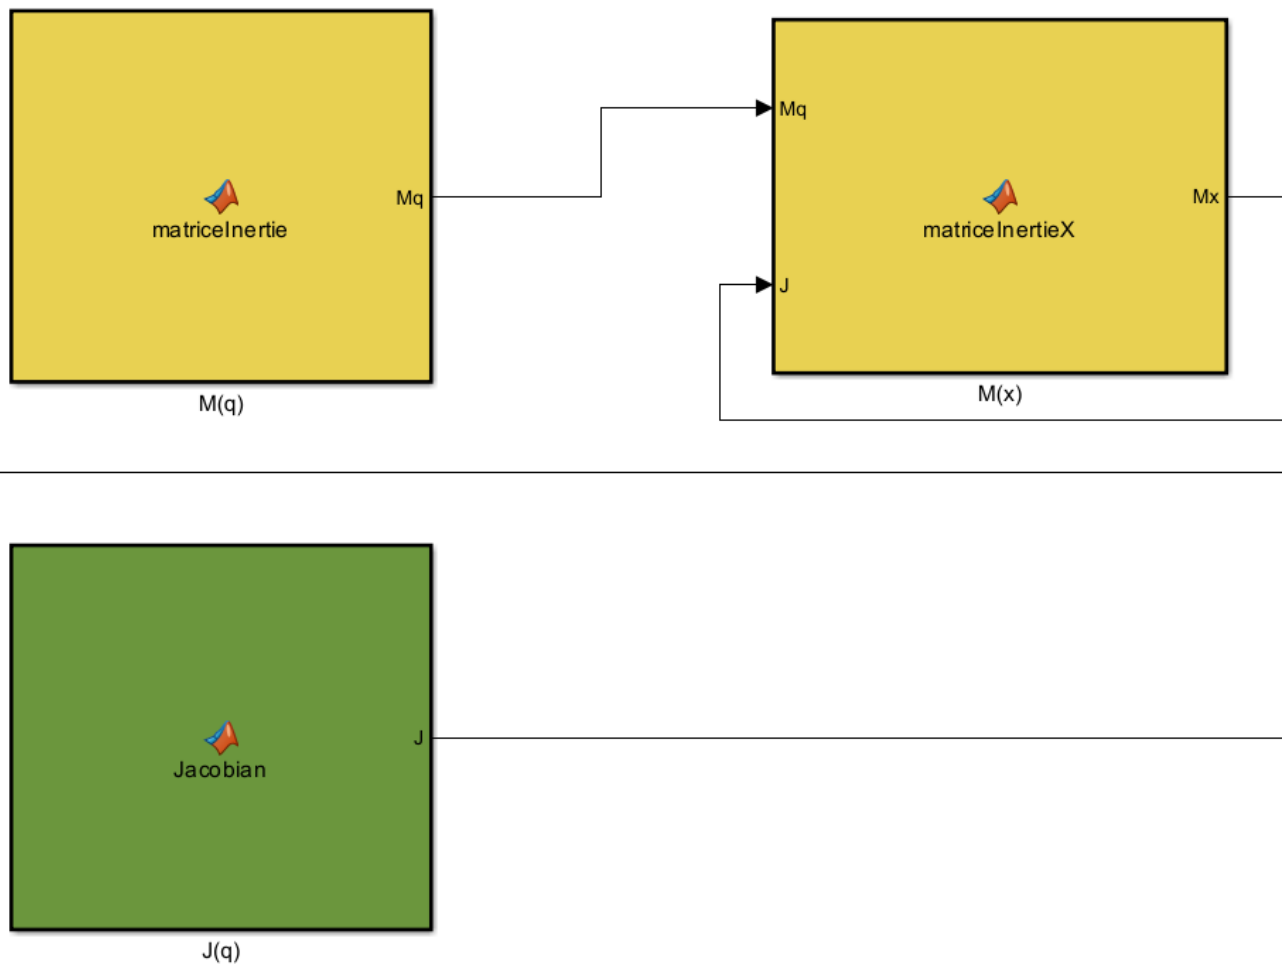 Mq
matriceInertie
M(q)
Mq
J
Mx
matriceInertieX
M(x)
J
Jacobian
J(q)